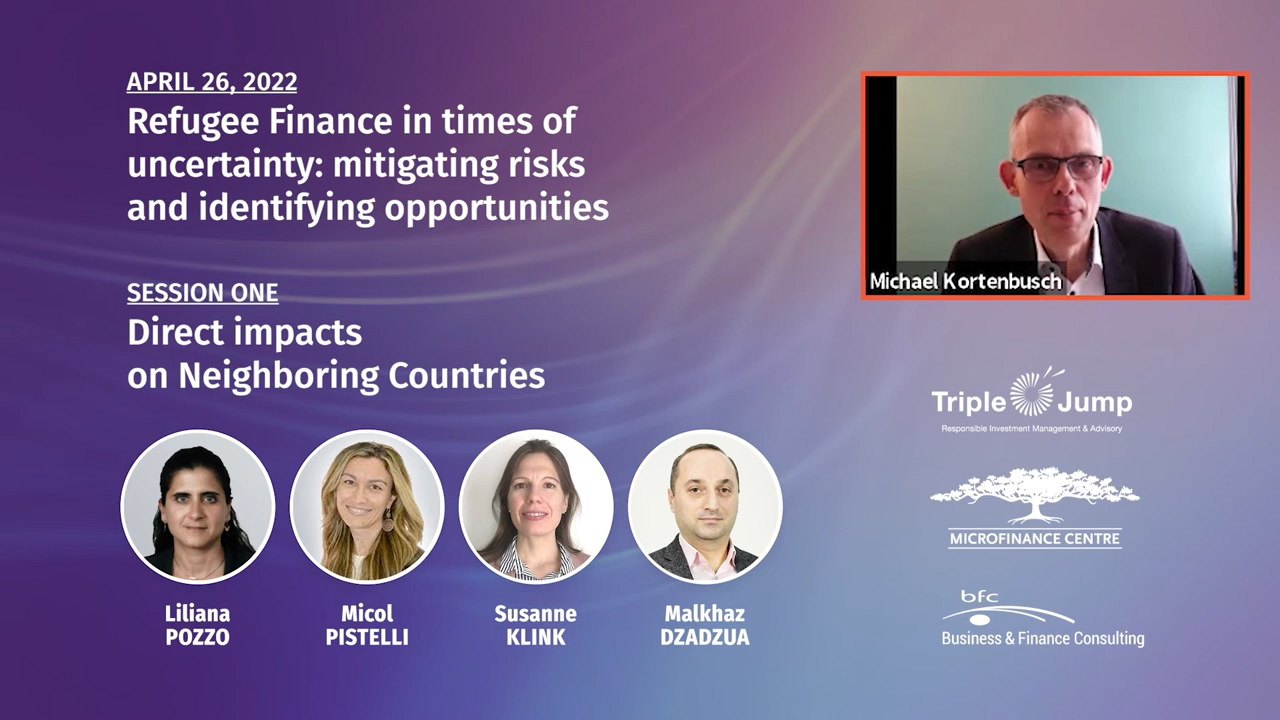 APRIL 26, 2022
Refugee Finance in times of
uncertainty: mitigating risks
and identifying opportunities
SESSION ONE
Direct impacts
on Neighboring Countries
Liliana
POZZO
Micol
PISTELLI
Susanne
KLINK
Malkhaz
DZADZUA
Michael Kortenbusch
Triple Jump
Responsible Investment Management & Advisory
MICROFINANCE CENTRE
bfc
Business & Finance Consulting